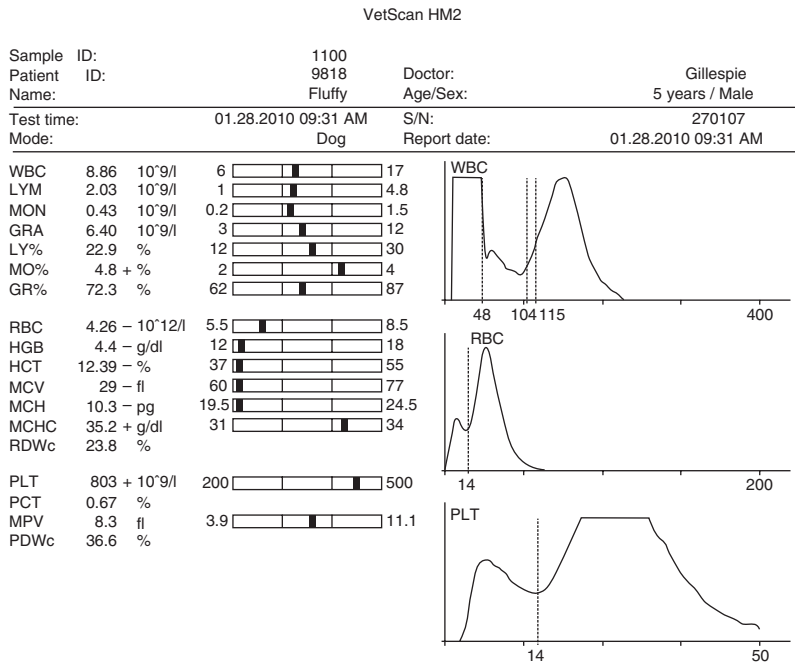 VetScan HM2
Sample ID: 1100
Patient ID: 9818 Doctor: Gillespie
Name: Fluffy Age/Sex: 5 years / Male
Test time: 01.28.2010 09:31 AM S/N: 270107
Mode: Dog Report date: 01.28.2010 09:31 AM
WBC 8.86 10^9/l 6 17
LYM 2.03 10^9/l 1 4.8
MON 0.43 10^9/l 0.2 1.5
GRA 6.40 10^9/l 3 12
LY% 22.9 % 12 30
MO% 4.8 + % 2 4
GR% 72.3 % 62 87
RBC 4.26 – 10^12/l 5.5 8.5
HGB 4.4 – g/dl 12 18
HCT 12.39 – % 37 55
MCV 29 – fl 60 77
MCH 10.3 – pg 19.5 24.5
MCHC 35.2 + g/dl 31 34
RDWc 23.8 %
PLT 803 + 10^9/l 200 500
PCT 0.67 %
MPV 8.3 fl 3.9 11.1
PDWc 36.6 %
WBC
48 104 115 400
RBC
14 200
PLT
14 50